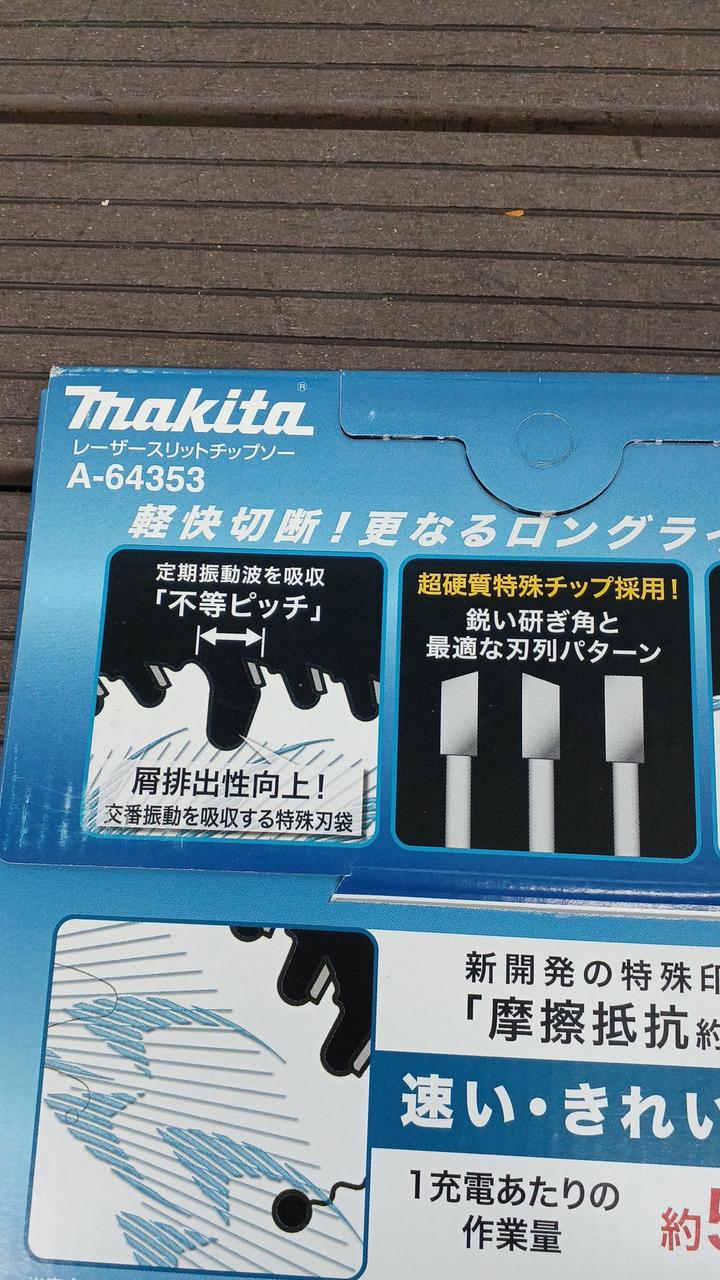 makita®
レーザースリットチップソー
A-64353
軽快切断！更なるロングライ
定期振動波を吸収
「不等ピッチ」
屑排出性向上！
交番振動を吸収する特殊刃袋
超硬質特殊チップ採用！
鋭い研ぎ角と
最適な刃列パターン
新開発の特殊印
「摩擦抵抗約
速い・きれい
1充電あたりの
作業量
約5